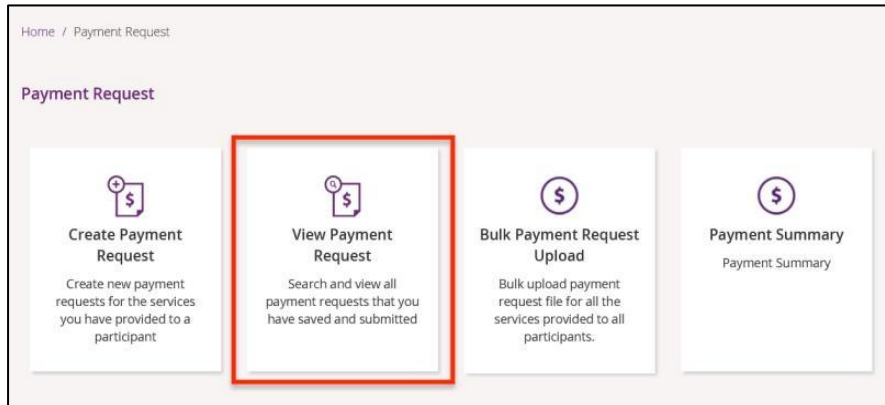 Home / Payment Request
Payment Request
Create Payment
Request
Create new payment
requests for the services
you have provided to a
participant
View Payment
Request
Search and view all
payment requests that you
have saved and submitted
Bulk Payment Request
Upload
Bulk upload payment
request file for all the
services provided to all
participants.
Payment Summary
Payment Summary